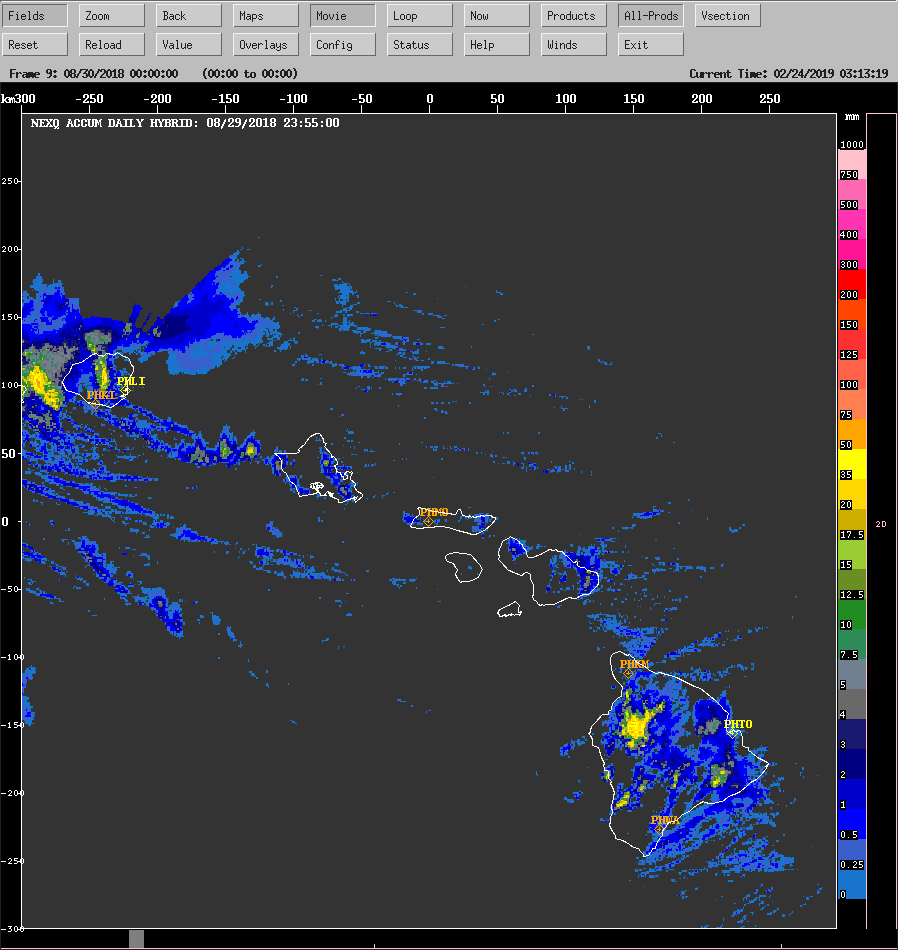 Fields Zoom Back Maps Movie Loop Now Products All-Prods Vsection
Reset Reload Value Overlays Config Status Help Winds Exit
Frame 9: 08/30/2018 00:00:00 (00:00 to 00:00) Current Time: 02/24/2019 03:13:19
km300 -250 -200 -150 -100 -50 0 50 100 150 200 250
mm
NEXQ ACCUM DAILY HYBRID: 08/29/2018 23:55:00
1000
750
250
500
400
200
300
200
150
150
125
PHLI
100
100
PHKL
75
50
50
35
20
PHMO
0
2D
17.5
15
-50
12.5
10
7.5
-100
PHKM
5
4
PHTO
-150
3
2
-200
1
PHWA
0.5
-250
0.25
0
-300